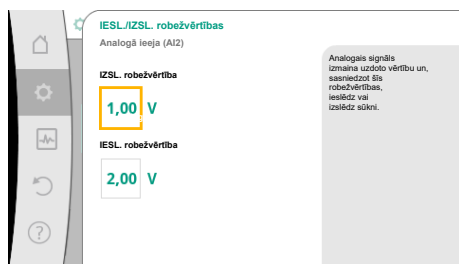 IESL./IZSL. robežvērtības
Analogā ieeja (AI2)
IZSL. robežvērtība
1,00 V
IESL. robežvērtība
2,00 V
Analogais signāls
izmaina uzdoto vērtību un,
sasniedzot šīs
robežvērtības,
ieslēdz vai
izslēdz sūkni.
?